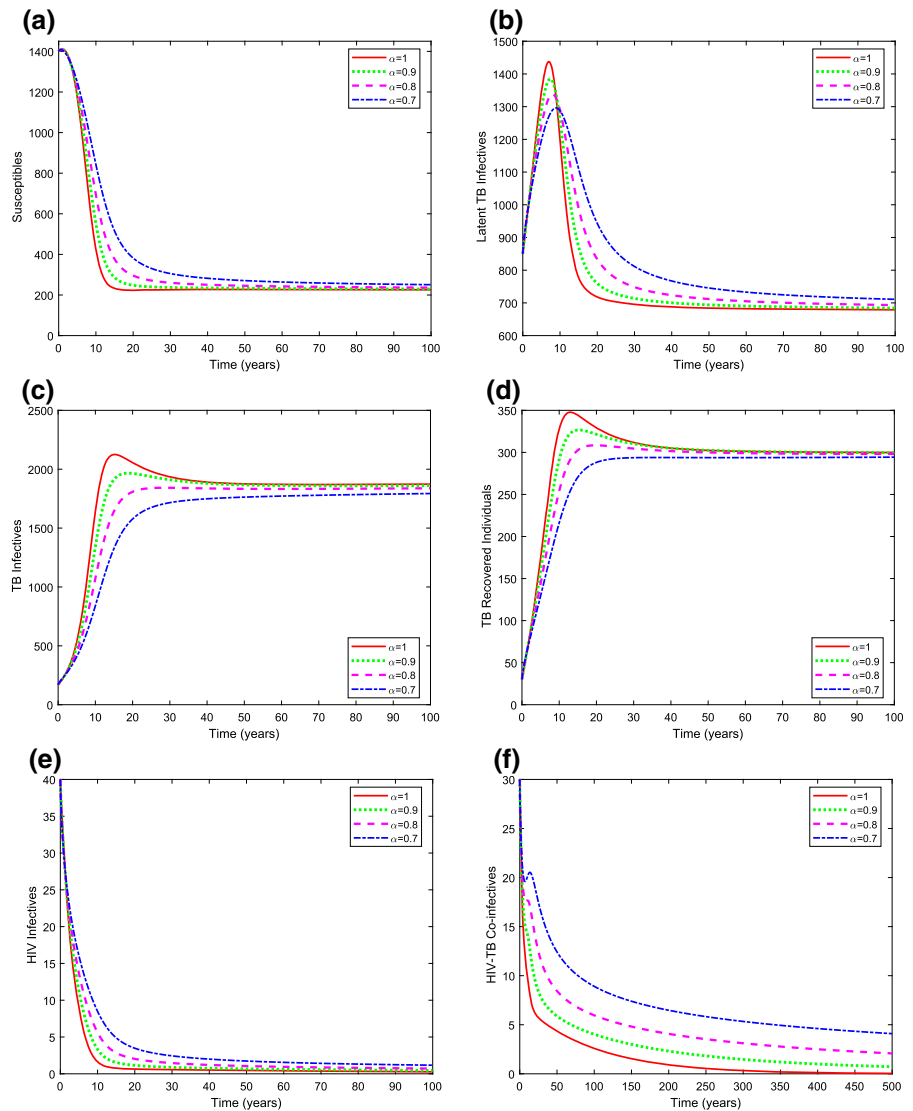 (a)
1400
1200
1000
800
600
400
200
0
Susceptibles
0 10 20 30 40 50 60 70 80 90 100
Time (years)
α=1
α=0.9
α=0.8
α=0.7
(b)
1500
1400
1300
1200
1100
1000
900
800
700
600
Latent TB Infectives
0 10 20 30 40 50 60 70 80 90 100
Time (years)
α=1
α=0.9
α=0.8
α=0.7
(c)
2500
2000
1500
1000
500
0
TB Infectives
0 10 20 30 40 50 60 70 80 90 100
Time (years)
α=1
α=0.9
α=0.8
α=0.7
(d)
350
300
250
200
150
100
50
0
TB Recovered Individuals
0 10 20 30 40 50 60 70 80 90 100
Time (years)
α=1
α=0.9
α=0.8
α=0.7
(e)
40
35
30
25
20
15
10
5
0
HIV Infectives
0 10 20 30 40 50 60 70 80 90 100
Time (years)
α=1
α=0.9
α=0.8
α=0.7
(f)
30
25
20
15
10
5
0
HIV-TB Co-infectives
0 50 100 150 200 250 300 350 400 450 500
Time (years)
α=1
α=0.9
α=0.8
α=0.7